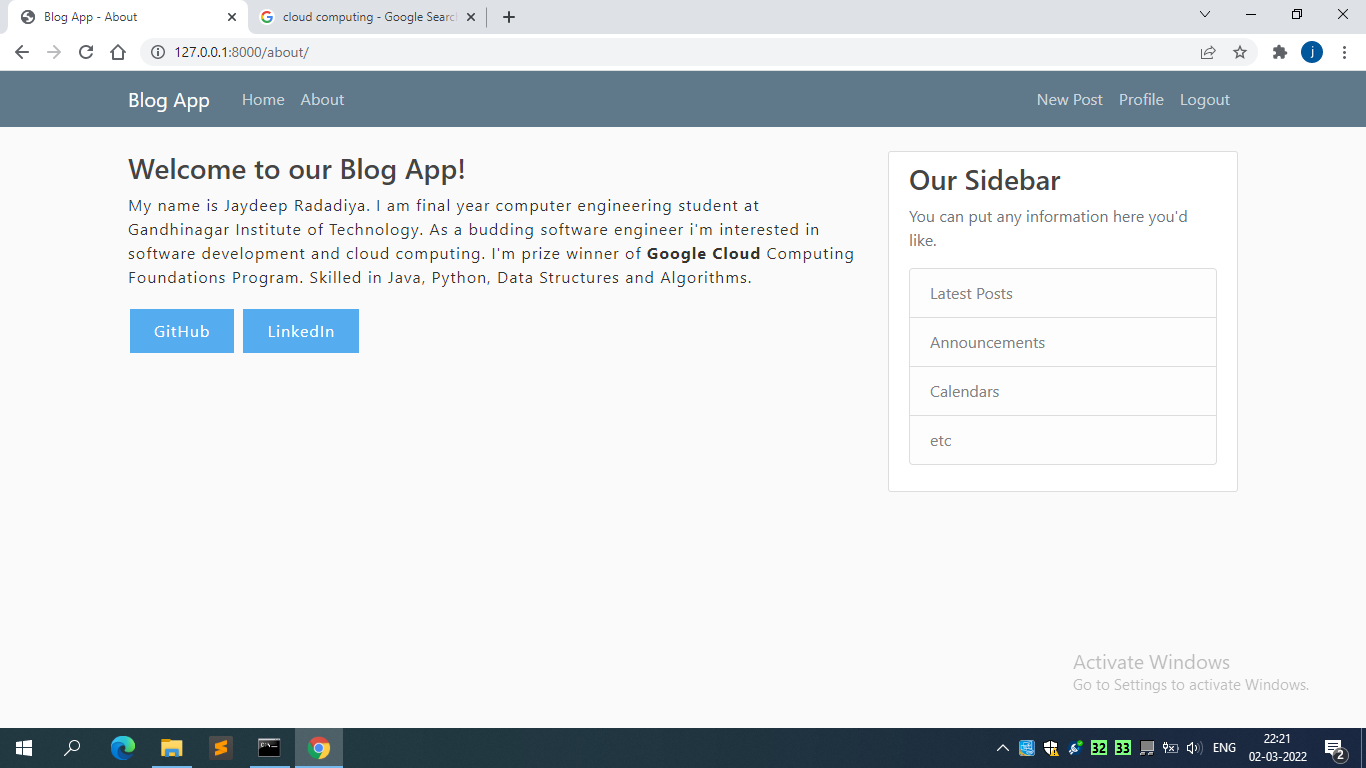 Blog App - About
cloud computing - Google Search
127.0.0.1:8000/about/
j
Blog App
Home
About
New Post
Profile
Logout
Welcome to our Blog App!
My name is Jaydeep Radadiya. I am final year computer engineering student at
Gandhinagar Institute of Technology. As a budding software engineer i'm interested in
software development and cloud computing. I'm prize winner of Google Cloud Computing
Foundations Program. Skilled in Java, Python, Data Structures and Algorithms.
GitHub
LinkedIn
Our Sidebar
You can put any information here you'd
like.
Latest Posts
Announcements
Calendars
etc
Activate Windows
Go to Settings to activate Windows.
32
33
ENG
22:21
02-03-2022
2